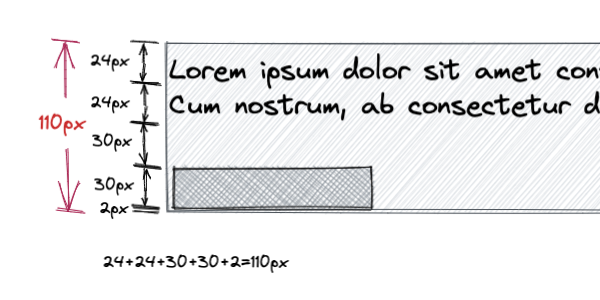 24px
Lorem ipsum dolor sit amet con
24px
Cum nostrum, ab consectetur d
110px
30px
30px
2px
24+24+30+30+2=110px